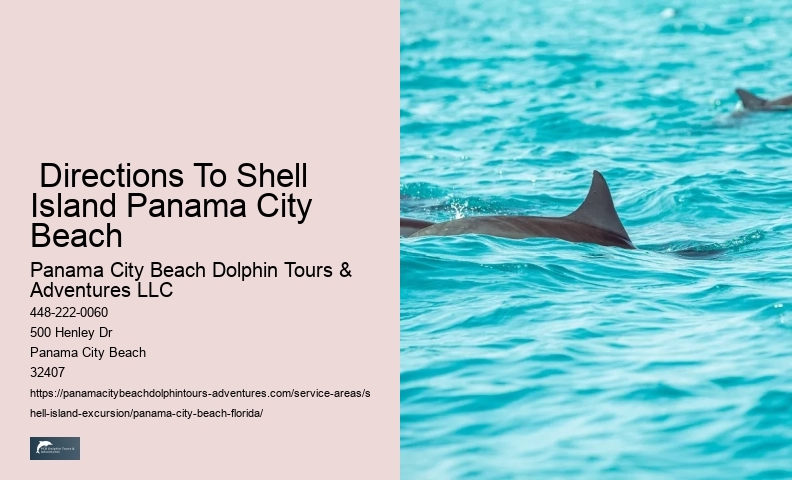 Directions To Shell
Island Panama City
Beach
Panama City Beach Dolphin Tours &
Adventures LLC
448-222-0060
500 Henley Dr
Panama City Beach
32407
https://panamacitybeachdolphintours-adventures.com/service-areas/s
hell-island-excursion/panama-city-beach-florida/